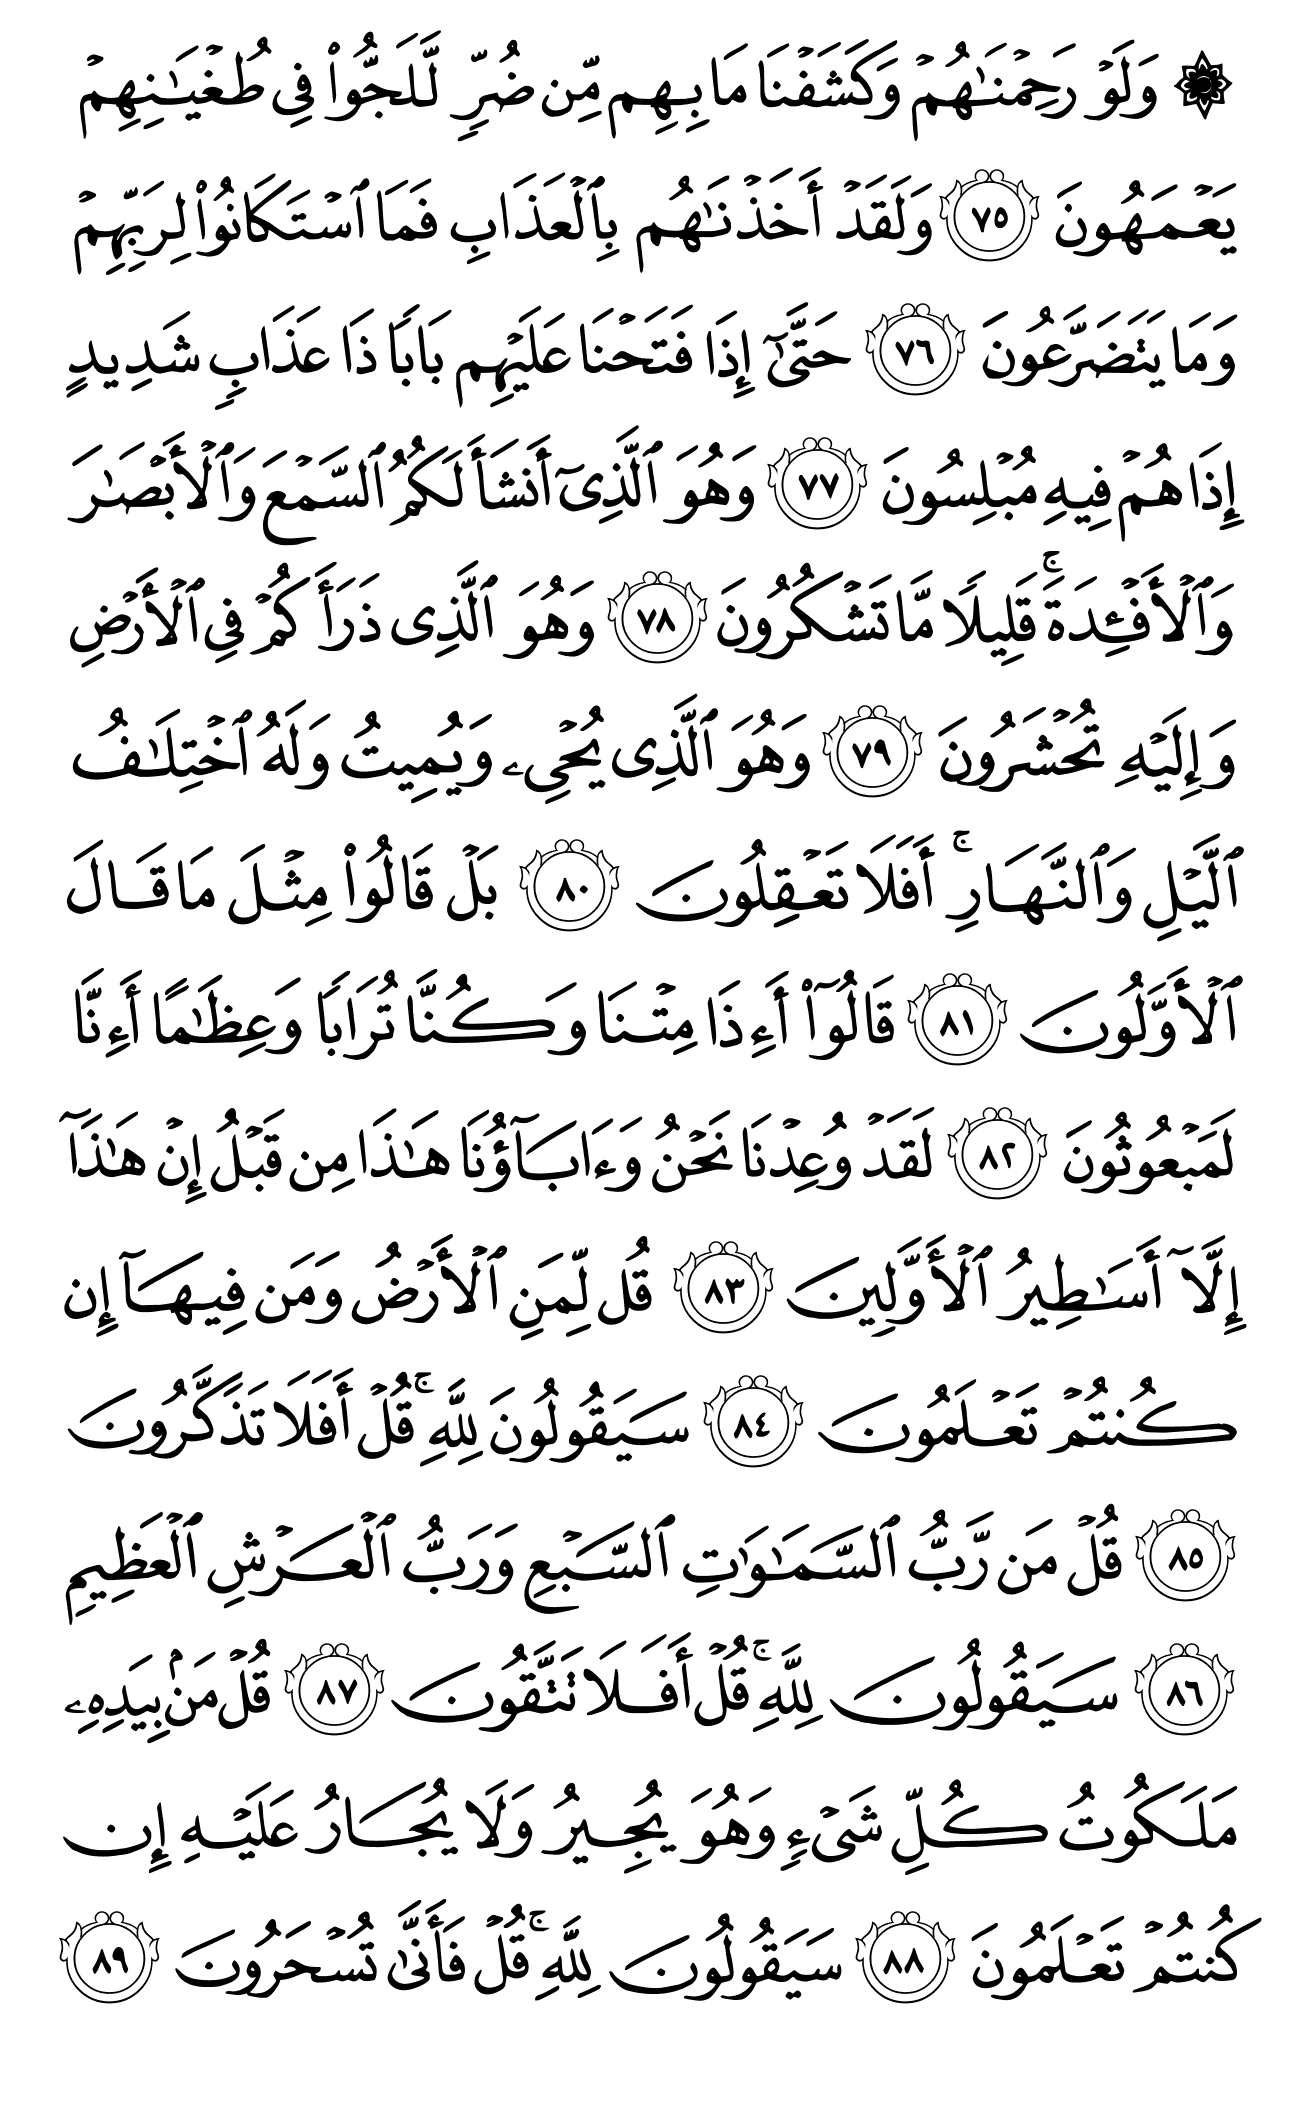 ۞ وَلَوۡ رَحِمۡنَٰهُمۡ وَكَشَفۡنَا مَا بِهِم مِّن ضُرّٖ لَّلَجُّواْ فِي طُغۡيَٰنِهِمۡ
يَعۡمَهُونَ ٧٥ وَلَقَدۡ أَخَذۡنَٰهُم بِٱلۡعَذَابِ فَمَا ٱسۡتَكَانُواْ لِرَبِّهِمۡ
وَمَا يَتَضَرَّعُونَ ٧٦ حَتَّىٰٓ إِذَا فَتَحۡنَا عَلَيۡهِم بَابٗا ذَا عَذَابٖ شَدِيدٍ
إِذَا هُمۡ فِيهِ مُبۡلِسُونَ ٧٧ وَهُوَ ٱلَّذِيٓ أَنشَأَ لَكُمُ ٱلسَّمۡعَ وَٱلۡأَبۡصَٰرَ
وَٱلۡأَفۡـِٔدَةَۚ قَلِيلٗا مَّا تَشۡكُرُونَ ٧٨ وَهُوَ ٱلَّذِي ذَرَأَكُمۡ فِي ٱلۡأَرۡضِ
وَإِلَيۡهِ تُحۡشَرُونَ ٧٩ وَهُوَ ٱلَّذِي يُحۡيِۦ وَيُمِيتُ وَلَهُ ٱخۡتِلَٰفُ
ٱلَّيۡلِ وَٱلنَّهَارِۚ أَفَلَا تَعۡقِلُونَ ٨٠ بَلۡ قَالُواْ مِثۡلَ مَا قَالَ
ٱلۡأَوَّلُونَ ٨١ قَالُوٓاْ أَءِذَا مِتۡنَا وَكُنَّا تُرَابٗا وَعِظَٰمًا أَءِنَّا
لَمَبۡعُوثُونَ ٨٢ لَقَدۡ وُعِدۡنَا نَحۡنُ وَءَابَآؤُنَا هَٰذَا مِن قَبۡلُ إِنۡ هَٰذَآ
إِلَّآ أَسَٰطِيرُ ٱلۡأَوَّلِينَ ٨٣ قُل لِّمَنِ ٱلۡأَرۡضُ وَمَن فِيهَآ إِن
كُنتُمۡ تَعۡلَمُونَ ٨٤ سَيَقُولُونَ لِلَّهِۚ قُلۡ أَفَلَا تَذَكَّرُونَ
٨٥ قُلۡ مَن رَّبُّ ٱلسَّمَٰوَٰتِ ٱلسَّبۡعِ وَرَبُّ ٱلۡعَرۡشِ ٱلۡعَظِيمِ
٨٦ سَيَقُولُونَ لِلَّهِۚ قُلۡ أَفَلَا تَتَّقُونَ ٨٧ قُلۡ مَنۢ بِيَدِهِۦ
مَلَكُوتُ كُلِّ شَيۡءٖ وَهُوَ يُجِيرُ وَلَا يُجَارُ عَلَيۡهِ إِن
كُنتُمۡ تَعۡلَمُونَ ٨٨ سَيَقُولُونَ لِلَّهِۚ قُلۡ فَأَنَّىٰ تُسۡحَرُونَ ٨٩